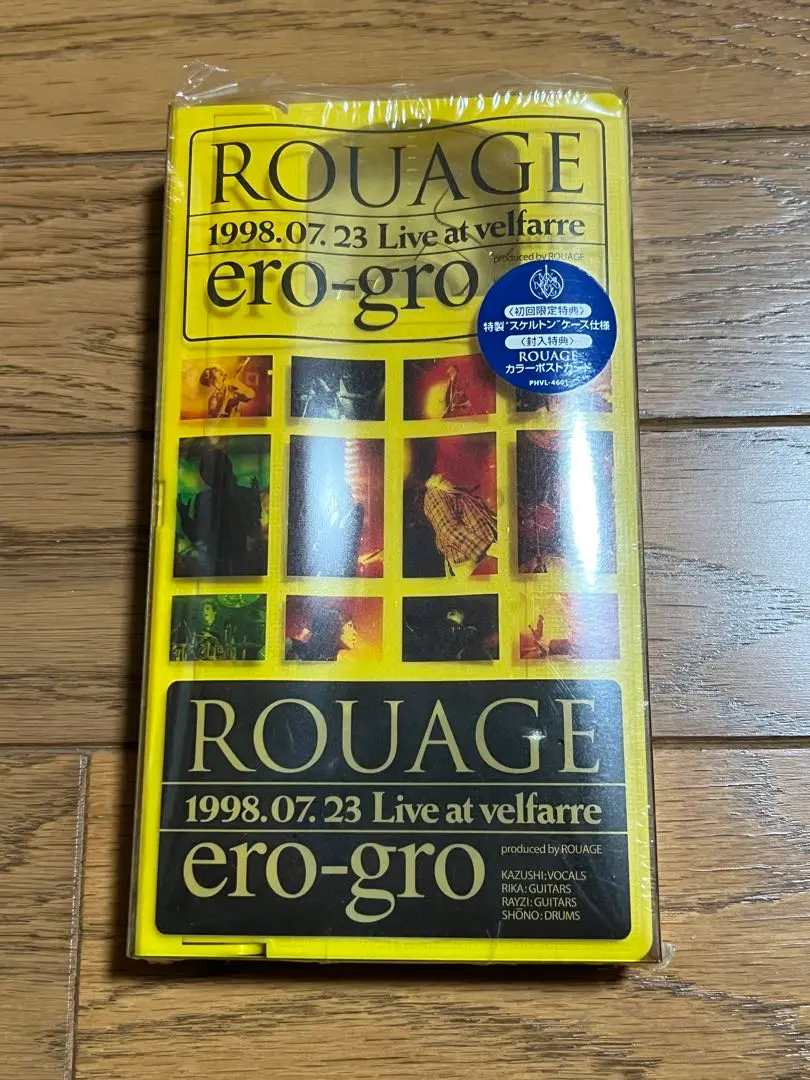 ROUAGE
1998.07.23 Live at velfarre
ero-gro
produced by ROUAGE
〈初回限定特典〉
特製"スケルトン"ケース仕様
〈封入特典〉
ROUAGE
カラーポストカード
PHVL-4601
ROUAGE
1998.07.23 Live at velfarre
ero-gro
produced by ROUAGE
KAZUSHI:VOCALS
RIKA:GUITARS
RAYZI:GUITARS
SHŌNO:DRUMS